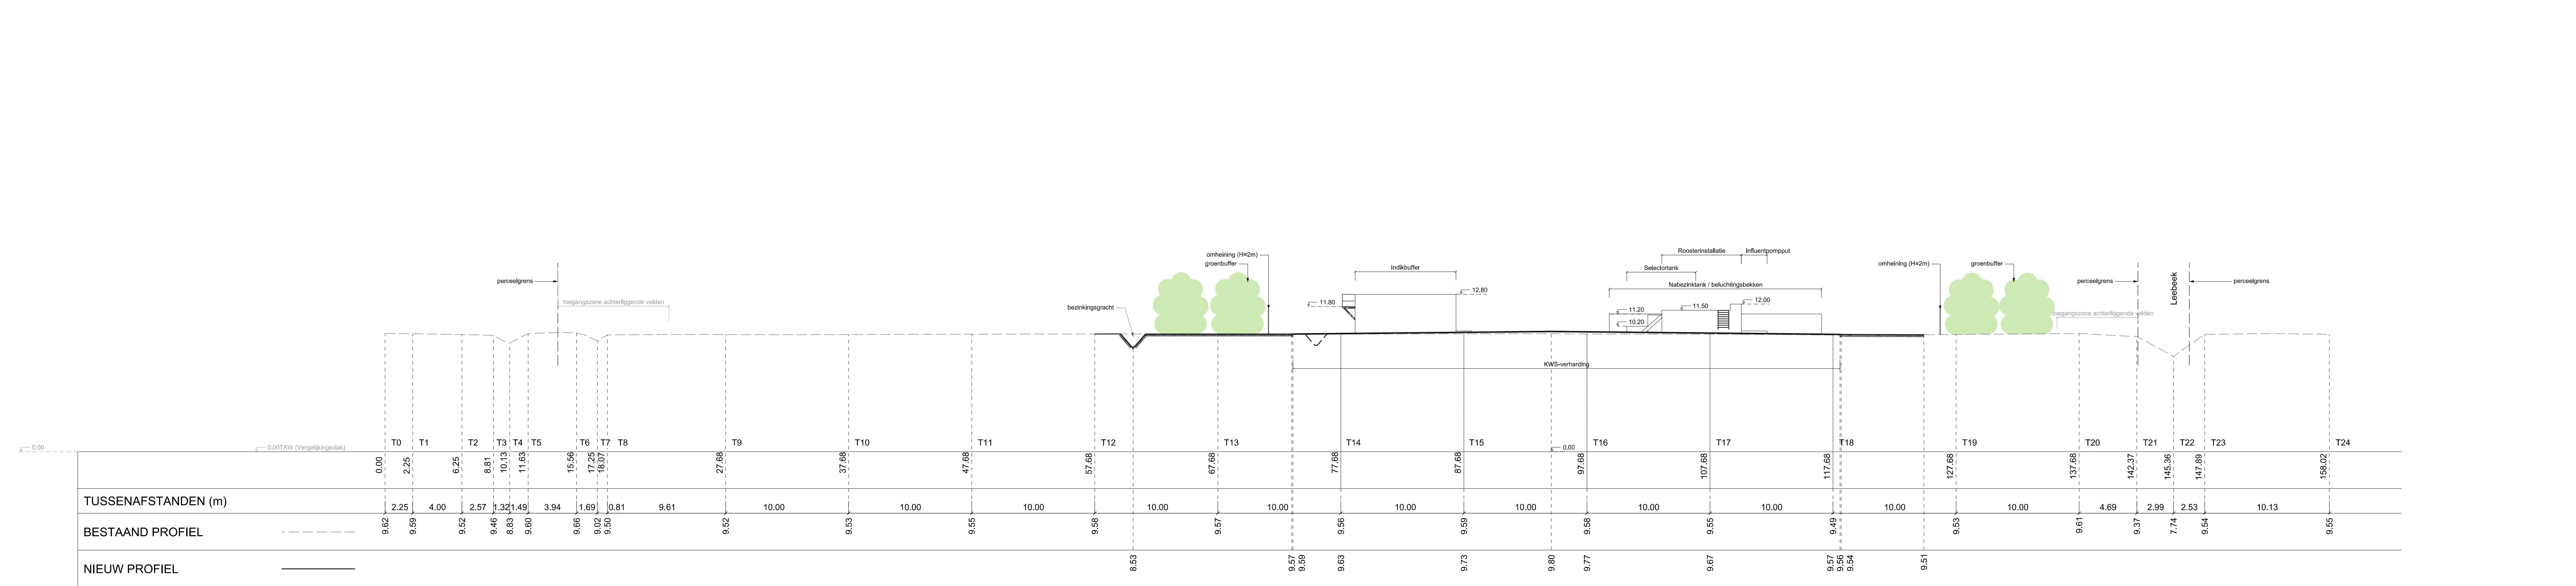 Roosterinstallatie Influentpompput
omheining (H=2m) omheining (H=2m)
groenbuffer Indikbuffer Selectortank groenbuffer
perceelgrens perceelgrens Leebeek perceelgrens
Nabezinktank / beluchtingsbekken
12.80
toegangszone achterliggende velden 11.80 12.00
bezinkingsgracht 11.20 11.50
toegangszone achterliggende velden
10.20
KWS-verharding
T0 T1 T2 T3 T4 T5 T6 T7 T8 T9 T10 T11 T12 T13 T14 T15 T16 T17 T18 T19 T20 T21 T22 T23 T24
0.00 0,00TAW (Vergelijkingsvlak) 0,00
0.00 2.25 6.25 8.81 10.13 11.63 15.56 17.25 18.07 27.68 37.68 47.68 57.68 67.68 77.68 87.68 97.68 107.68 117.68 127.68 137.68 142.37 145.36 147.89 158.02
TUSSENAFSTANDEN (m)
2.25 4.00 2.57 1.32 1.49 3.94 1.69 0.81 9.61 10.00 10.00 10.00 10.00 10.00 10.00 10.00 10.00 10.00 10.00 10.00 4.69 2.99 2.53 10.13
BESTAAND PROFIEL
9.62 9.59 9.52 9.46 8.83 9.60 9.66 9.02 9.50 9.52 9.53 9.55 9.58 9.57 9.56 9.59 9.58 9.55 9.49 9.53 9.61 9.37 7.74 9.54 9.55
NIEUW PROFIEL
8.53 9.57 9.59 9.63 9.73 9.80 9.77 9.67 9.57 9.56 9.54 9.51